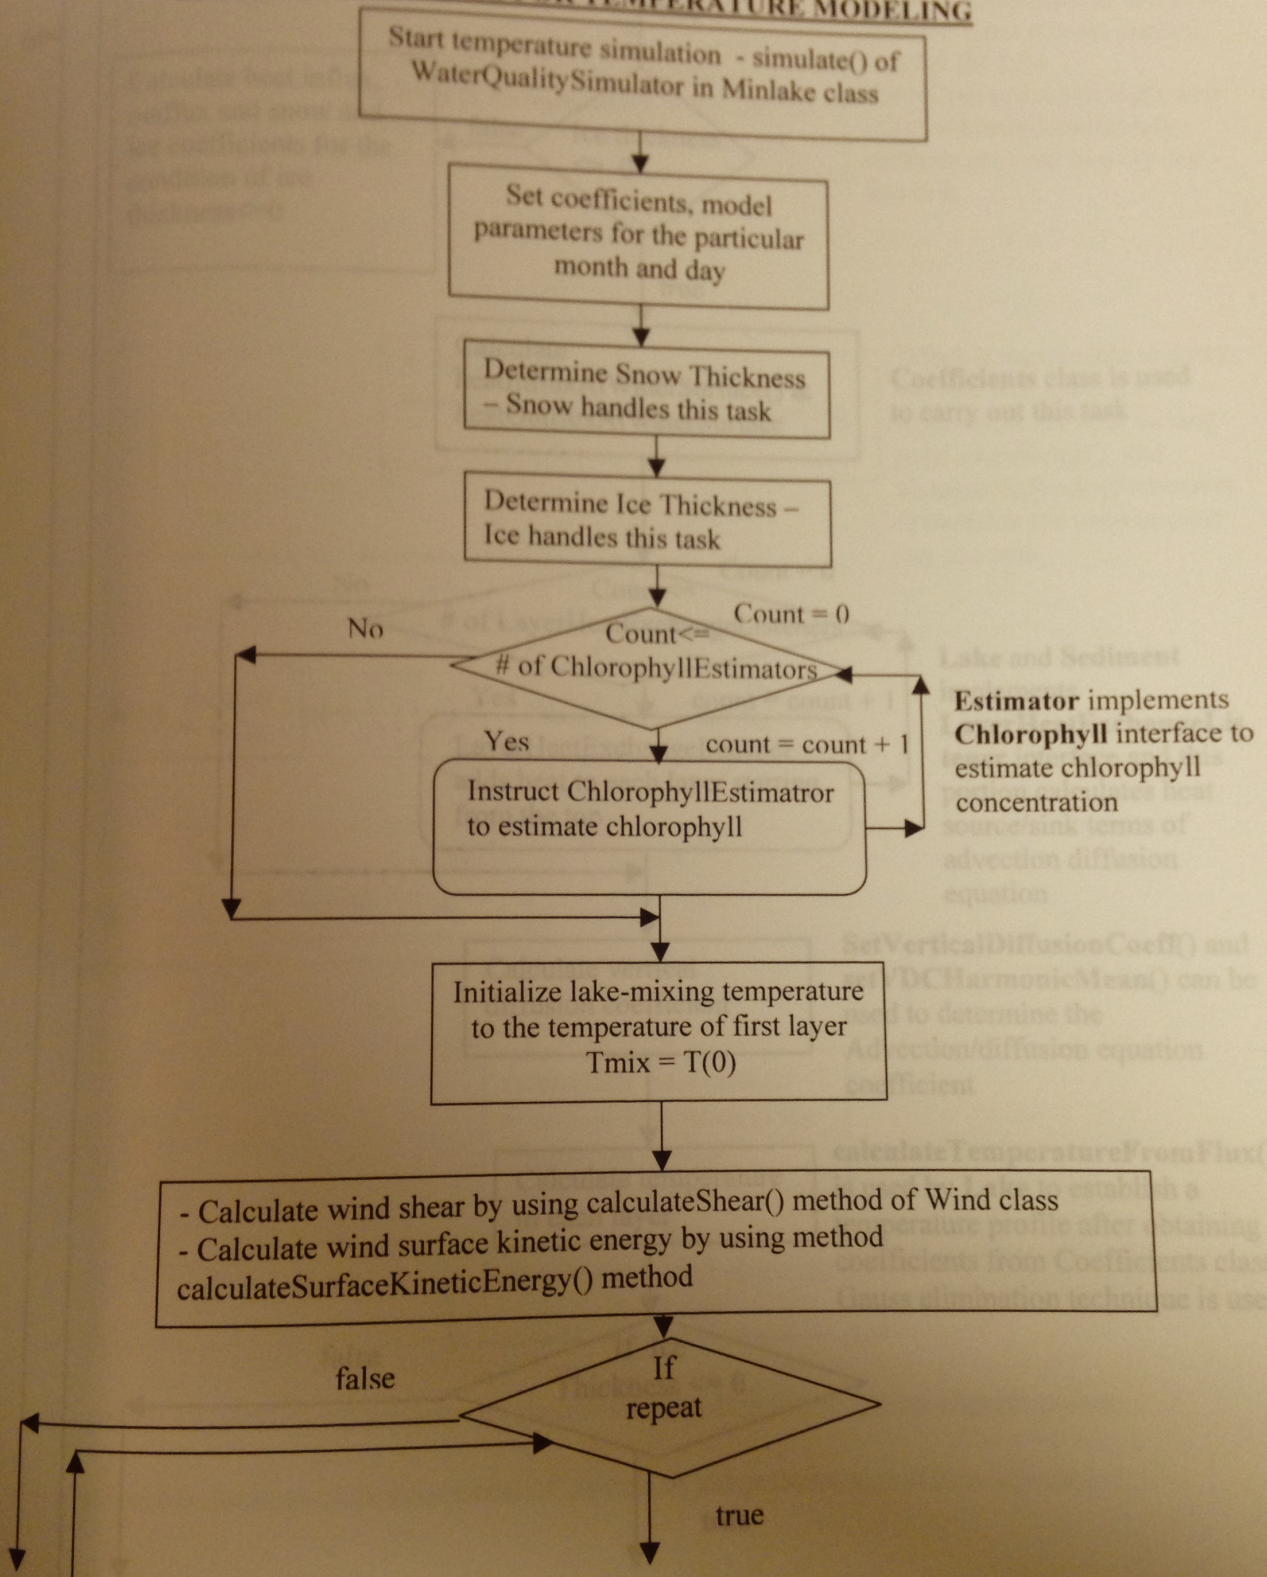 TEMPERATURE MODELING
Start temperature simulation - simulate() of
WaterQualitySimulator in Minlake class
Set coefficients, model
parameters for the particular
month and day
Determine Snow Thickness
– Snow handles this task
Determine Ice Thickness –
Ice handles this task
Count = 0
No
Count<=
# of ChlorophyllEstimators
Estimator implements
Chlorophyll interface to
estimate chlorophyll
concentration
Yes
count = count + 1
Instruct ChlorophyllEstimatror
to estimate chlorophyll
Initialize lake-mixing temperature
to the temperature of first layer
Tmix = T(0)
- Calculate wind shear by using calculateShear() method of Wind class
- Calculate wind surface kinetic energy by using method
calculateSurfaceKineticEnergy() method
false
If
repeat
true